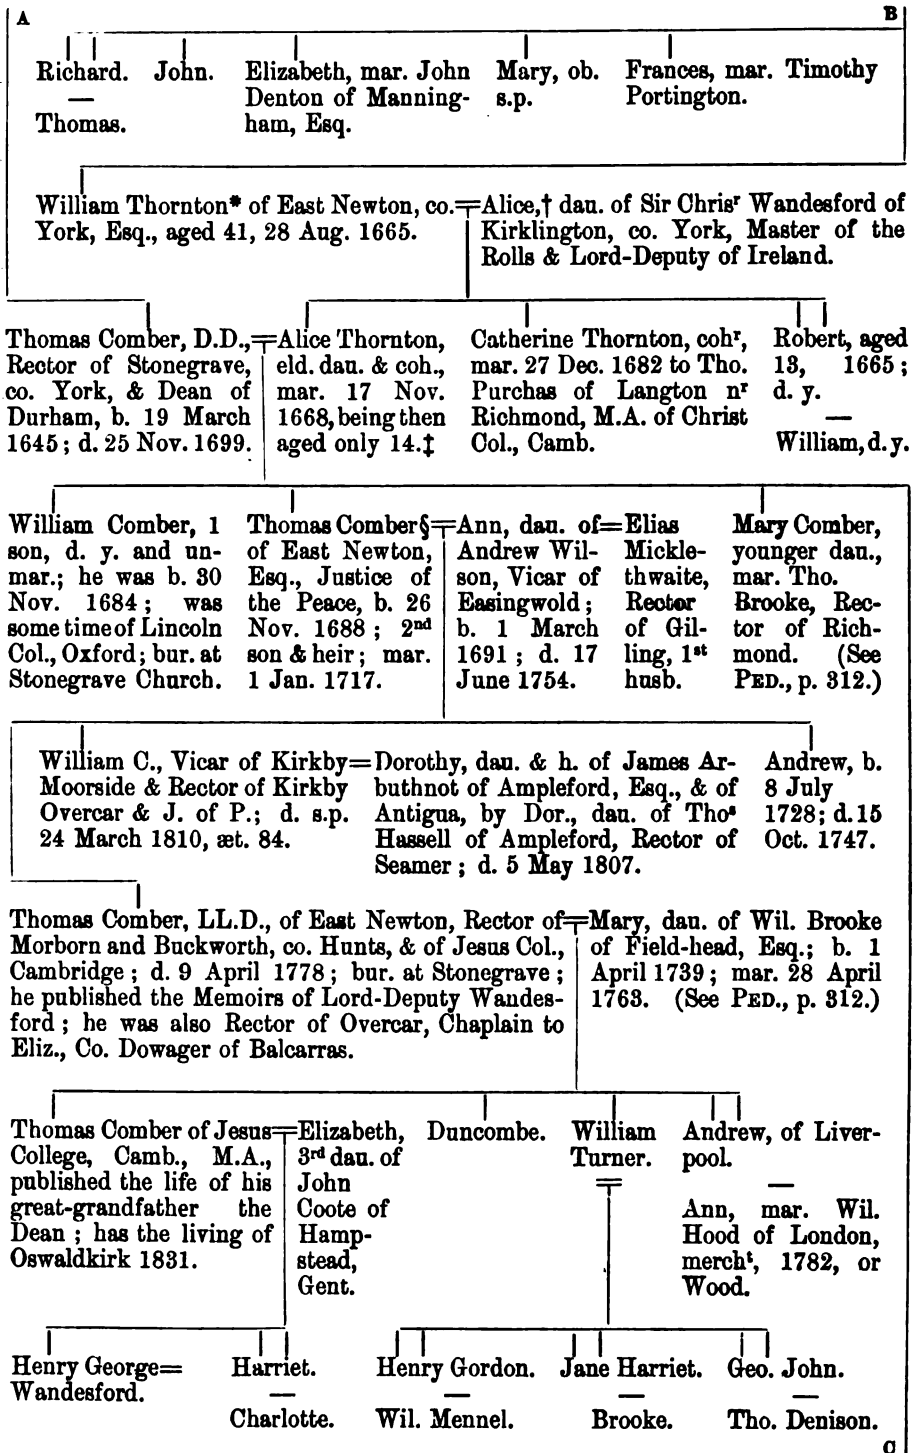 A
B
Richard.
—
Thomas.
John.
Elizabeth, mar. John
Denton of Manning-
ham, Esq.
Mary, ob.
s.p.
Frances, mar. Timothy
Portington.
William Thornton* of East Newton, co.
York, Esq., aged 41, 28 Aug. 1665.
=
Alice,† dau. of Sir Chrisʳ Wandesford of
Kirklington, co. York, Master of the
Rolls & Lord-Deputy of Ireland.
Thomas Comber, D.D.,
Rector of Stonegrave,
co. York, & Dean of
Durham, b. 19 March
1645; d. 25 Nov. 1699.
=
Alice Thornton,
eld. dau. & coh.,
mar. 17 Nov.
1668, being then
aged only 14.‡
Catherine Thornton, cohʳ,
mar. 27 Dec. 1682 to Tho.
Purchas of Langton nʳ
Richmond, M.A. of Christ
Col., Camb.
Robert, aged
13, 1665;
d. y.
—
William, d. y.
William Comber, 1
son, d. y. and un-
mar.; he was b. 30
Nov. 1684; was
some time of Lincoln
Col., Oxford; bur. at
Stonegrave Church.
Thomas Comber§
of East Newton,
Esq., Justice of
the Peace, b. 26
Nov. 1688; 2ⁿᵈ
son & heir; mar.
1 Jan. 1717.
=
Ann, dau. of
Andrew Wil-
son, Vicar of
Easingwold;
b. 1 March
1691; d. 17
June 1754.
=
Elias
Mickle-
thwaite,
Rector
of Gil-
ling, 1ˢᵗ
husb.
Mary Comber,
younger dau.,
mar. Tho.
Brooke, Rec-
tor of Rich-
mond. (See
PED., p. 312.)
William C., Vicar of Kirkby
Moorside & Rector of Kirkby
Overcar & J. of P.; d. s.p.
24 March 1810, æt. 84.
=
Dorothy, dau. & h. of James Ar-
buthnot of Ampleford, Esq., & of
Antigua, by Dor., dau. of Thoˢ
Hassell of Ampleford, Rector of
Seamer; d. 5 May 1807.
Andrew, b.
8 July
1728; d. 15
Oct. 1747.
Thomas Comber, LL.D., of East Newton, Rector of
Morborn and Buckworth, co. Hunts, & of Jesus Col.,
Cambridge; d. 9 April 1778; bur. at Stonegrave;
he published the Memoirs of Lord-Deputy Wandes-
ford; he was also Rector of Overcar, Chaplain to
Eliz., Co. Dowager of Balcarras.
=
Mary, dau. of Wil. Brooke
of Field-head, Esq.; b. 1
April 1739; mar. 28 April
1763. (See PED., p. 312.)
Thomas Comber of Jesus
College, Camb., M.A.,
published the life of his
great-grandfather the
Dean; has the living of
Oswaldkirk 1831.
=
Elizabeth,
3ʳᵈ dau. of
John
Coote of
Hamp-
stead,
Gent.
Duncombe.
William
Turner.
=
Andrew, of Liver-
pool.
—
Ann, mar. Wil.
Hood of London,
merchᵗ, 1782, or
Wood.
Henry George=
Wandesford.
Harriet.
—
Charlotte.
Henry Gordon.
—
Wil. Mennel.
Jane Harriet.
—
Brooke.
Geo. John.
—
Tho. Denison.
C